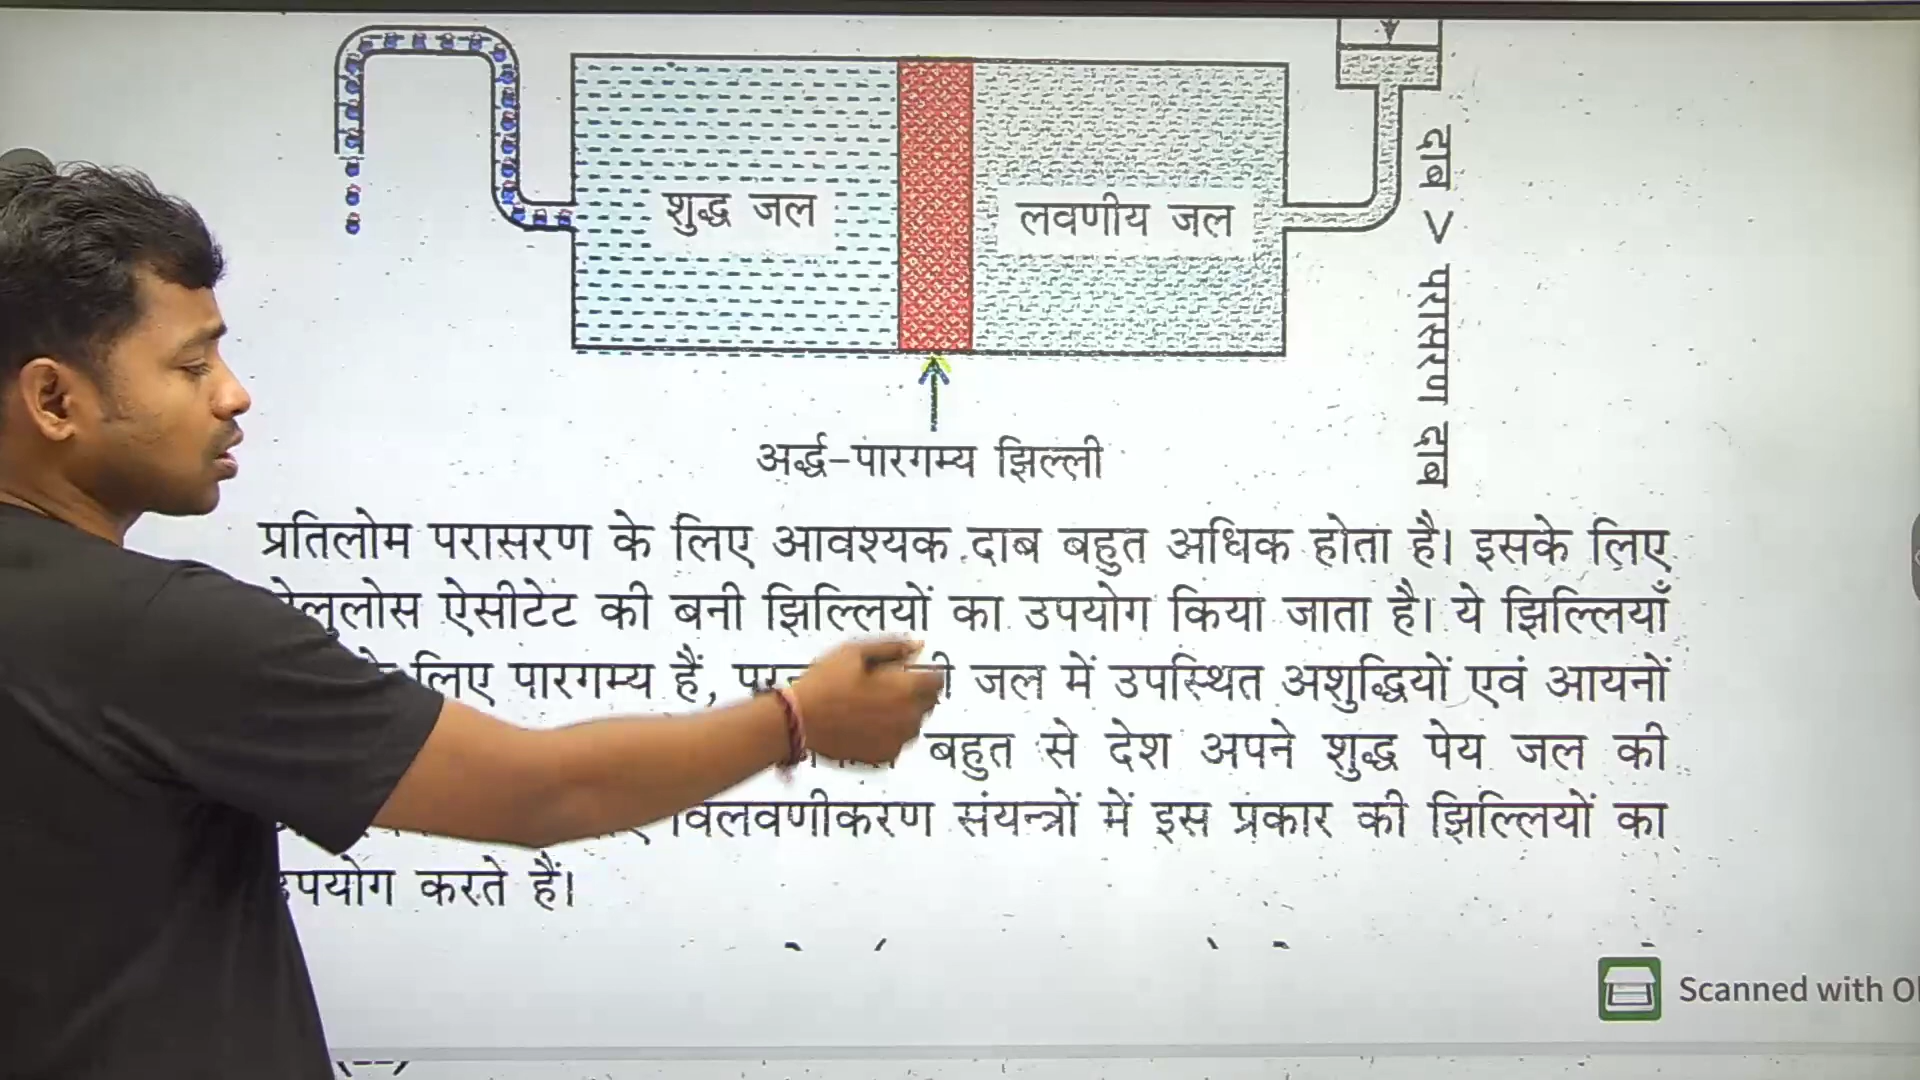 शुद्ध जल
लवणीय जल
दाब > परासरण दाब
अर्द्ध-पारगम्य झिल्ली
प्रतिलोम परासरण के लिए आवश्यक दाब बहुत अधिक होता है। इसके लिए
ऐसीटेट की बनी झिल्लियों का उपयोग किया जाता है। ये झिल्लियाँ
लिए पारगम्य हैं, जल में उपस्थित अशुद्धियों एवं आयनों
बहुत से देश अपने शुद्ध पेय जल की
विलवणीकरण संयन्त्रों में इस प्रकार की झिल्लियों का
उपयोग करते हैं।
Scanned with